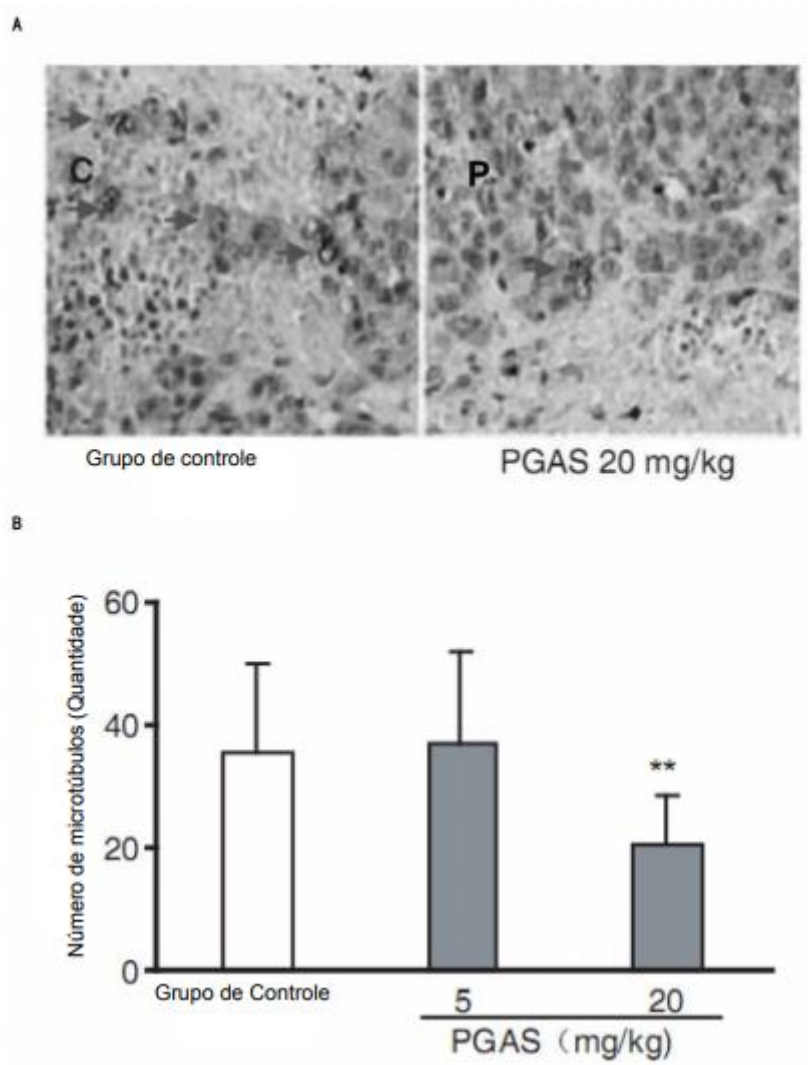 A
C
P
Grupo de controle
PGAS 20 mg/kg
B
Número de microtúbulos (Quantidade)
60
40
20
0
**
Grupo de Controle
5
20
PGAS (mg/kg)